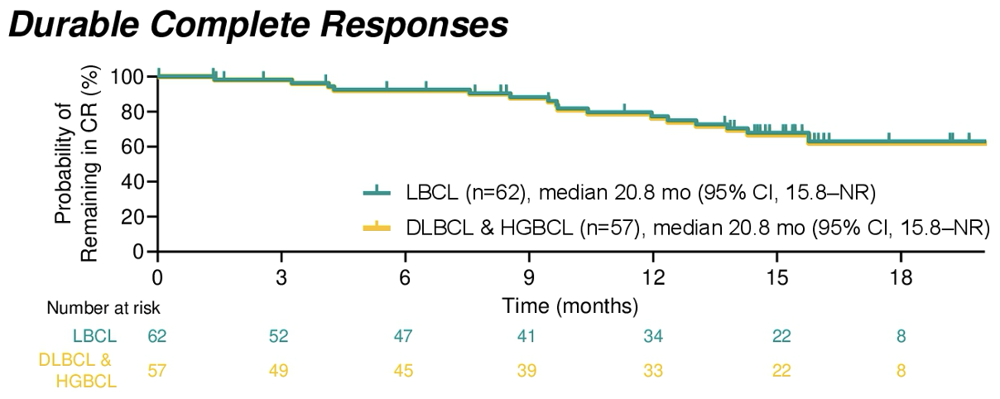 Durable Complete Responses
Probability of
Remaining in CR (%)
100
80
60
40
20
0
LBCL (n=62), median 20.8 mo (95% CI, 15.8–NR)
DLBCL & HGBCL (n=57), median 20.8 mo (95% CI, 15.8–NR)
0 3 6 9 12 15 18
Time (months)
Number at risk
LBCL 62 52 47 41 34 22 8
DLBCL &
HGBCL 57 49 45 39 33 22 8